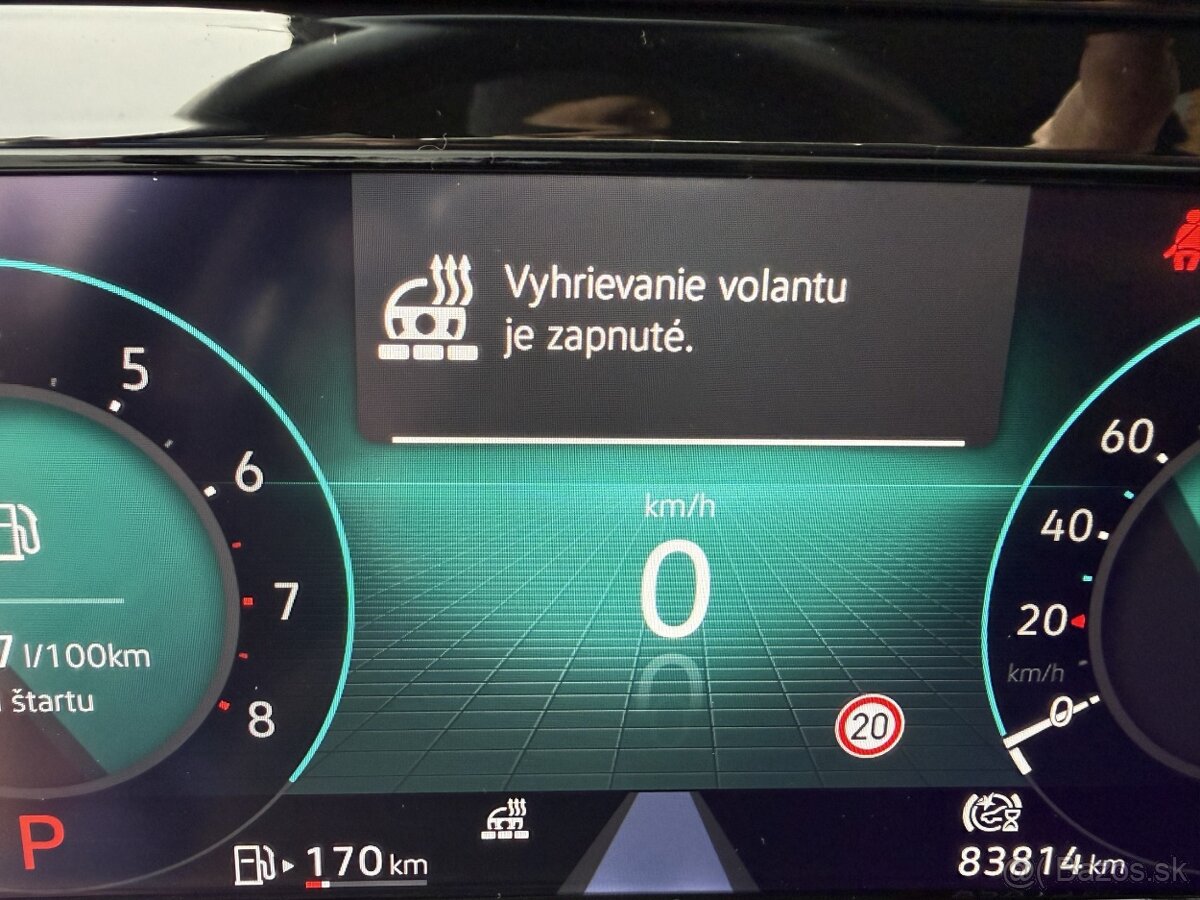 Vyhrievanie volantu
je zapnuté.
5
6
7
8
7 l/100km
štartu
km/h
0
20
60
40
20
km/h
0
P
170 km
83814 km
@(Bazos.sk